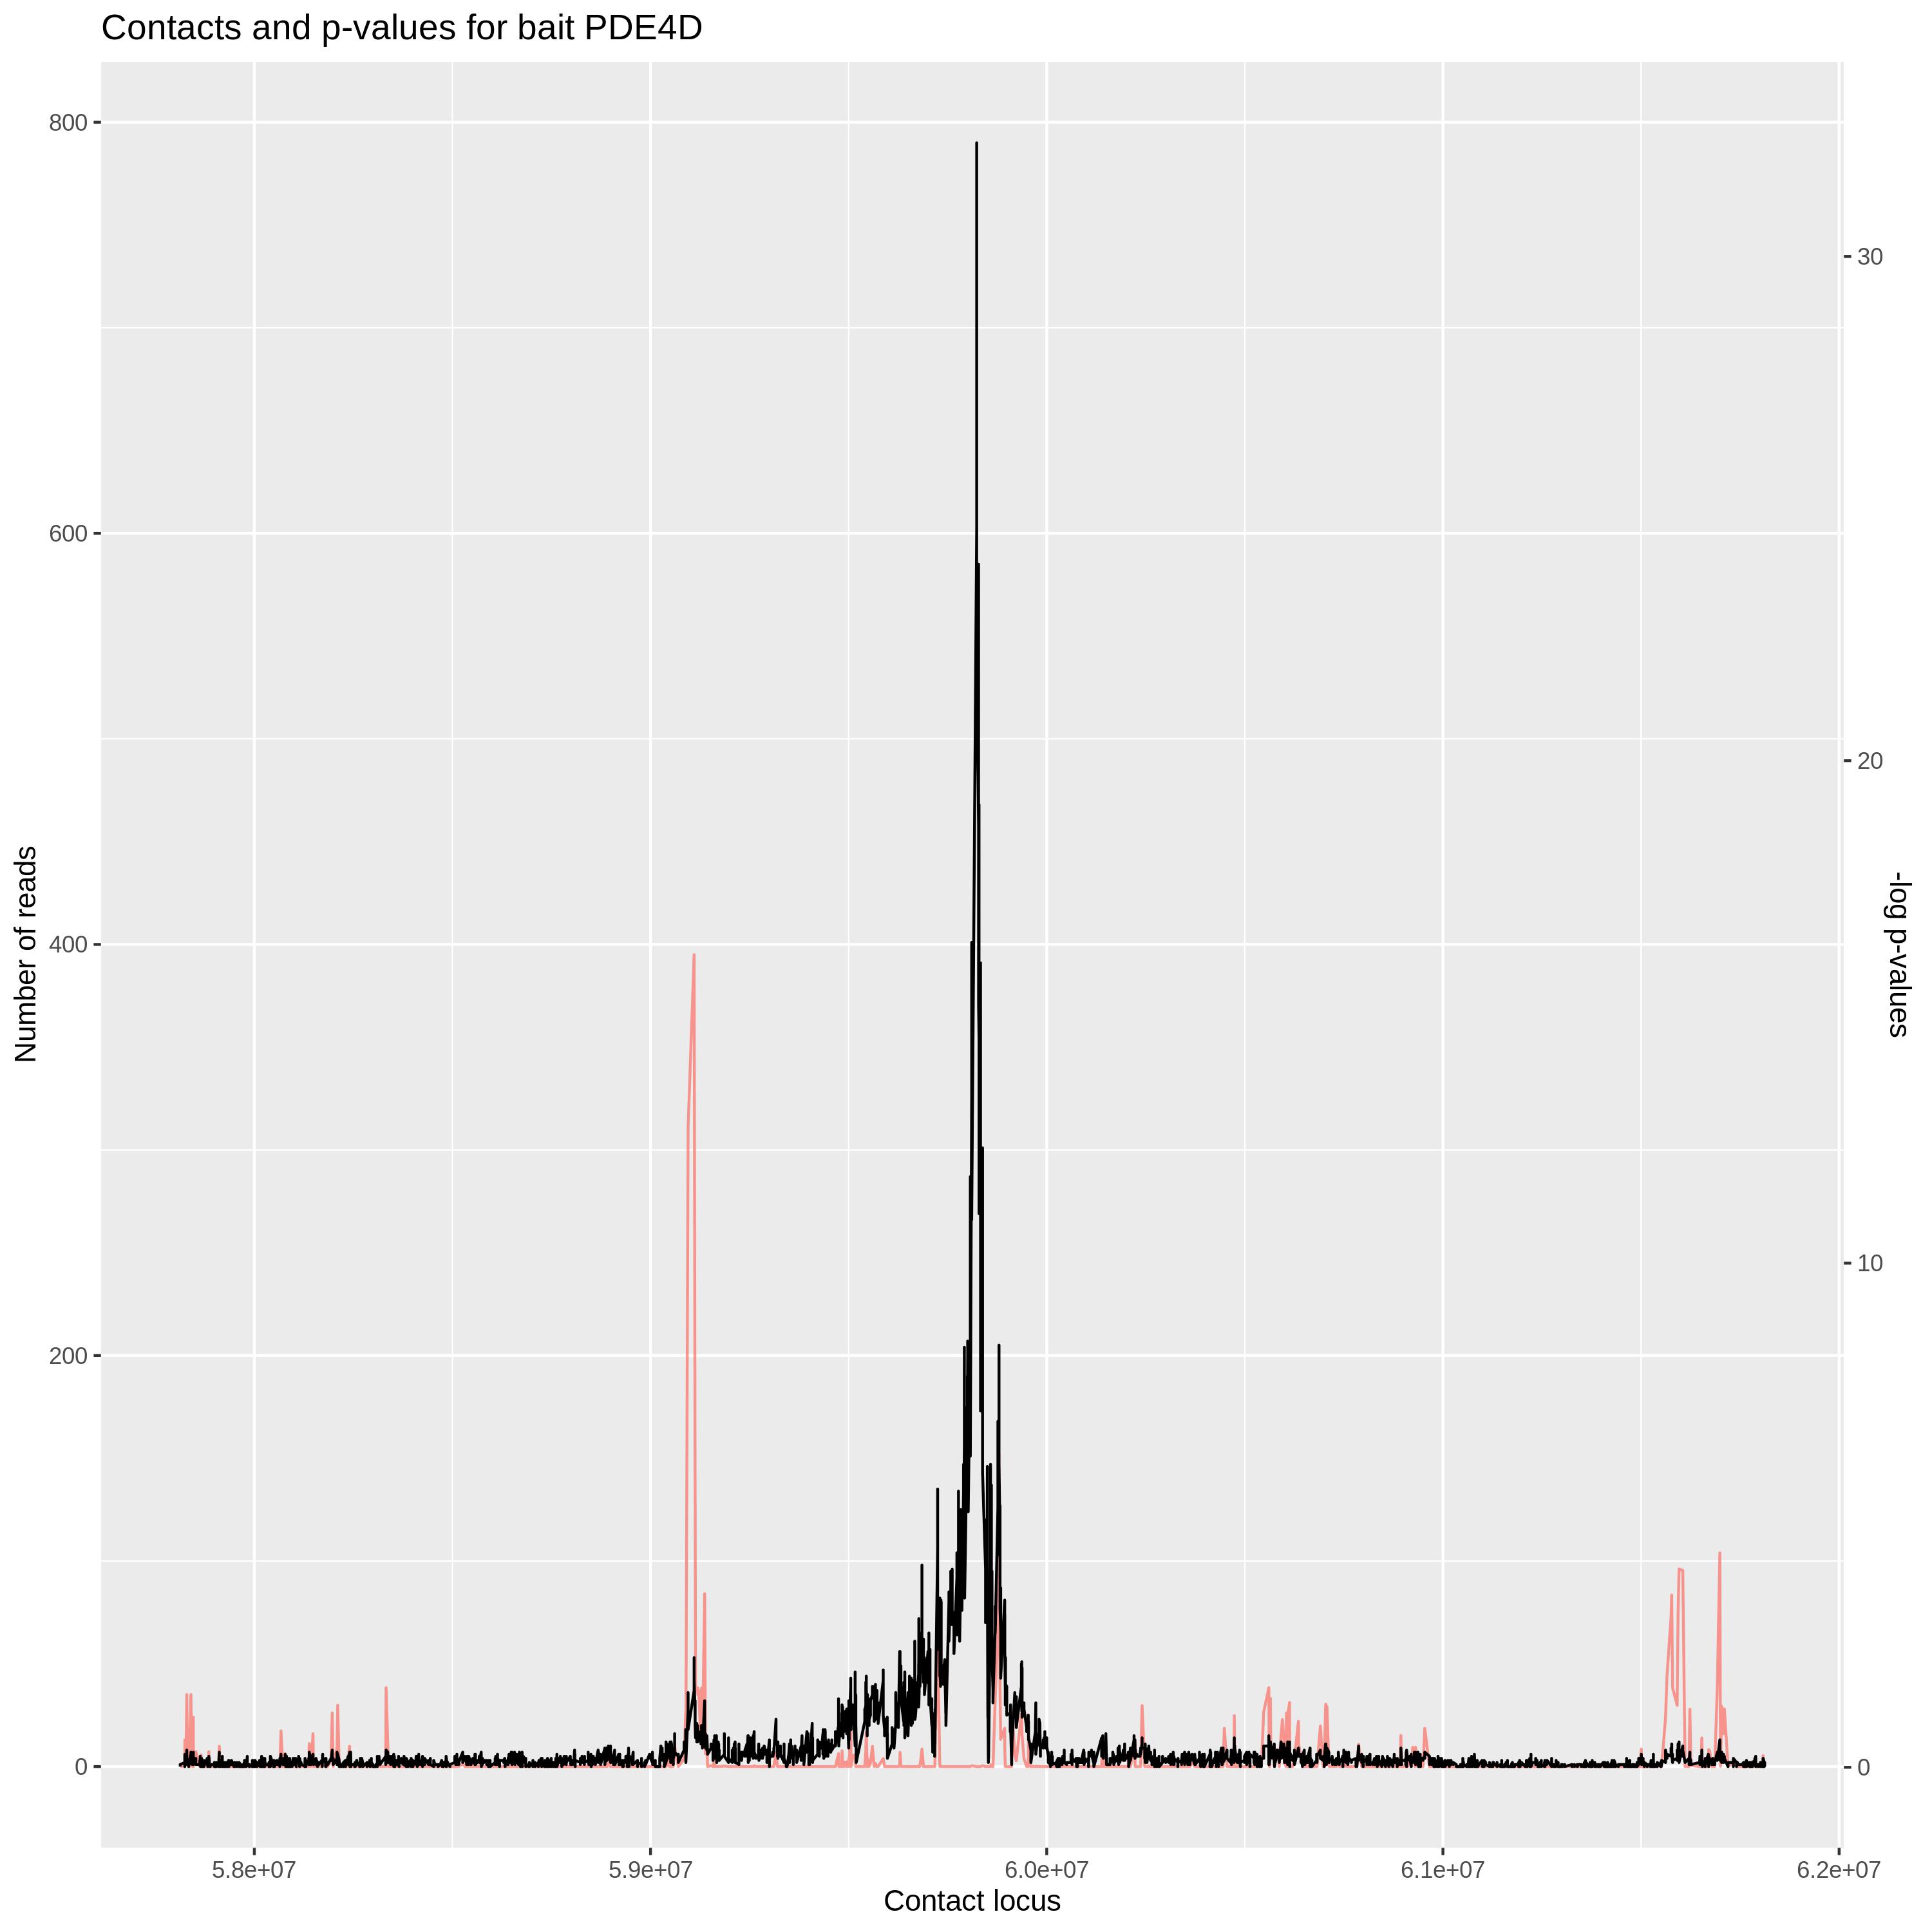 Contacts and p-values for bait PDE4D
800
600
400
200
0
Number of reads
30
20
10
0
-log p-values
5.8e+07
5.9e+07
6.0e+07
6.1e+07
6.2e+07
Contact locus